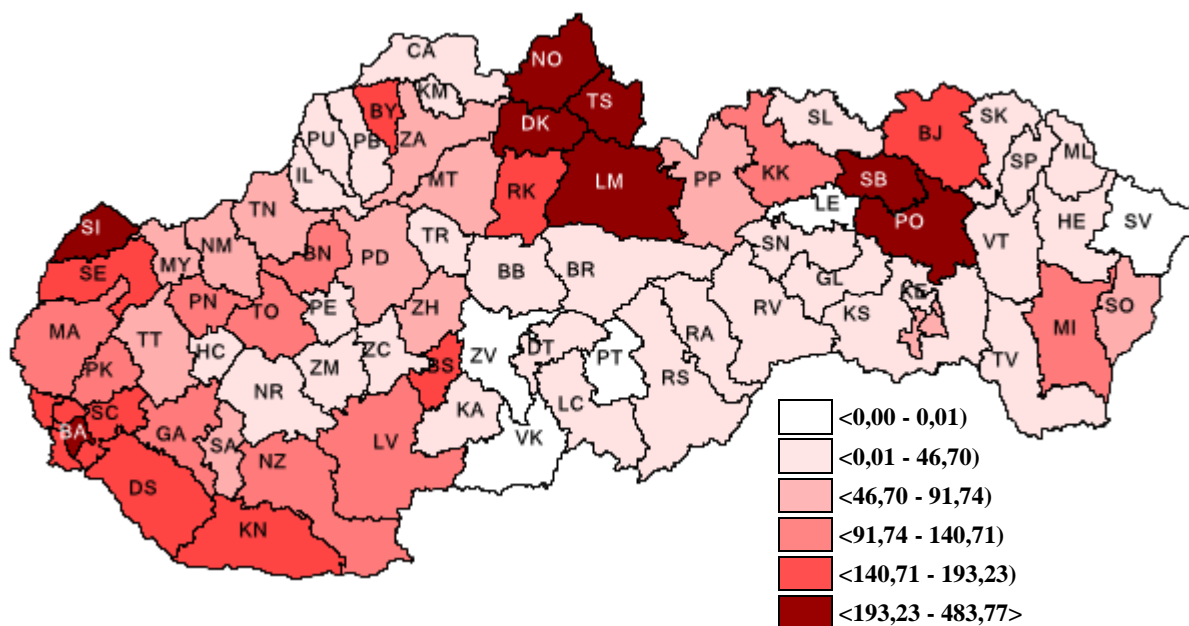 CA
NO
KM
TS
BY
ZA
DK
PU
PB
IL
MT
RK
LM
PP
KK
SL
BJ
SK
SP
ML
SB
LE
PO
VT
HE
SV
SI
SE
MY
NM
TN
BN
PD
TR
BB
BR
SN
GL
KS
KE
RV
RA
RS
MI
SO
TV
MA
PN
TO
PE
ZH
TT
HC
ZM
ZC
BS
ZV
DT
PT
PK
NR
KA
LC
VK
SC
BA
GA
SA
NZ
LV
DS
KN
<0,00 - 0,01)
<0,01 - 46,70)
<46,70 - 91,74)
<91,74 - 140,71)
<140,71 - 193,23)
<193,23 - 483,77>